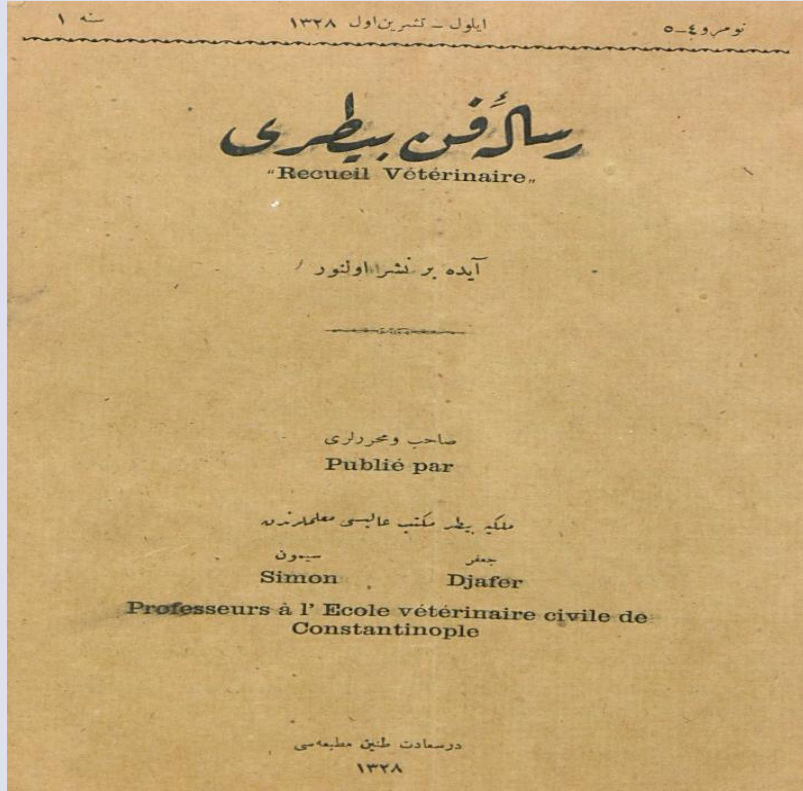 نومرو ٤-٥ ایلول ـ تشرین‌اول ١٣٢٨ سنه ١
رسالۀ فن بیطری
"Recueil Vétérinaire„
آیده بر نشر اولنور
صاحب و محررلری
Publié par
ملکیه بیطر مکتب عالیسی معلملرندن
جعفر سیمون
Simon Djafer
Professeurs à l' Ecole vétérinaire civile de
Constantinople
درسعادت طنین مطبعه‌سی
١٣٢٨